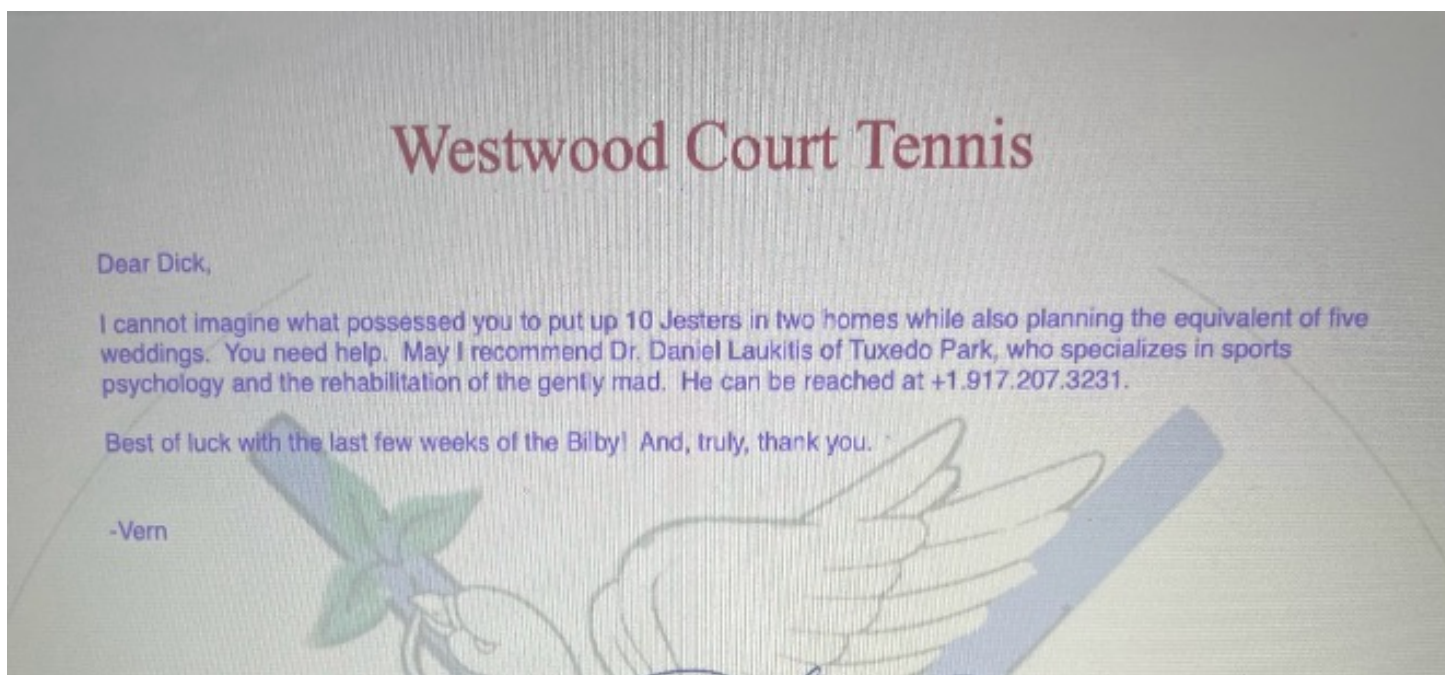 Westwood Court Tennis
Dear Dick,
I cannot imagine what possessed you to put up 10 Jesters in two homes while also planning the equivalent of five
weddings.  You need help.  May I recommend Dr. Daniel Laukitis of Tuxedo Park, who specializes in sports
psychology and the rehabilitation of the gently mad.  He can be reached at +1.917.207.3231.
Best of luck with the last few weeks of the Bilby!  And, truly, thank you.
-Vern